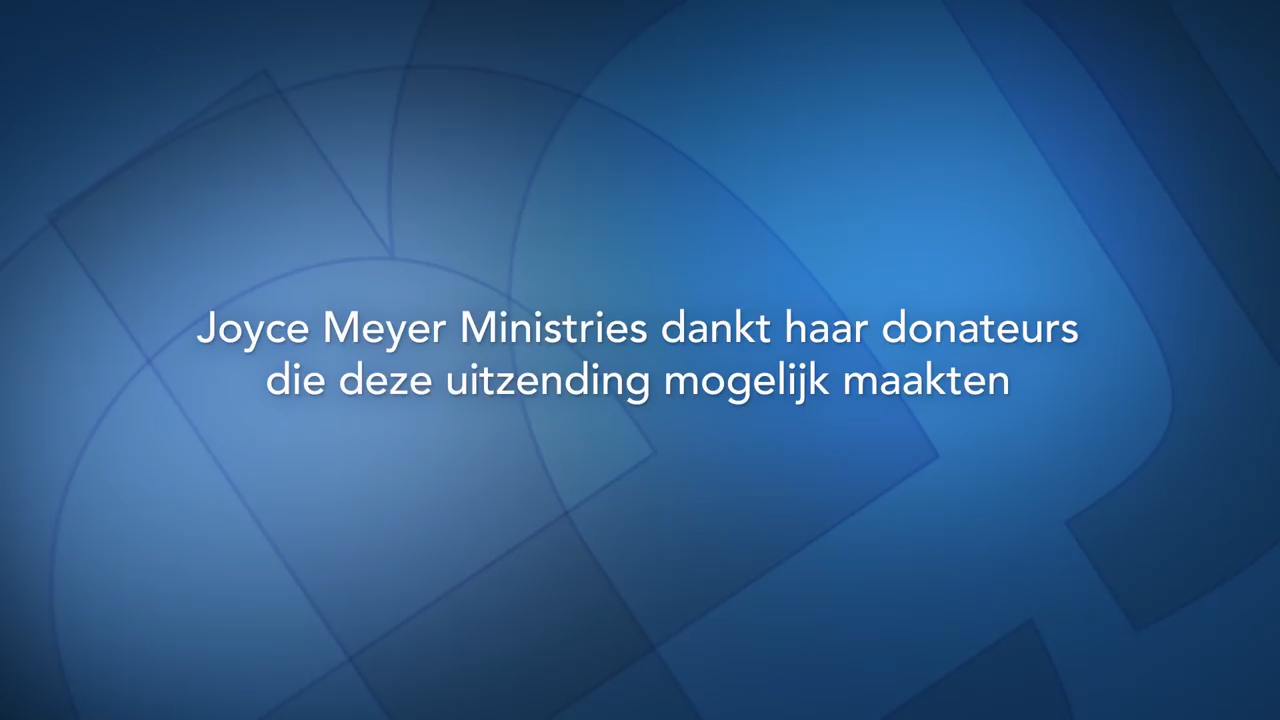 Joyce Meyer Ministries dankt haar donateurs
die deze uitzending mogelijk maakten